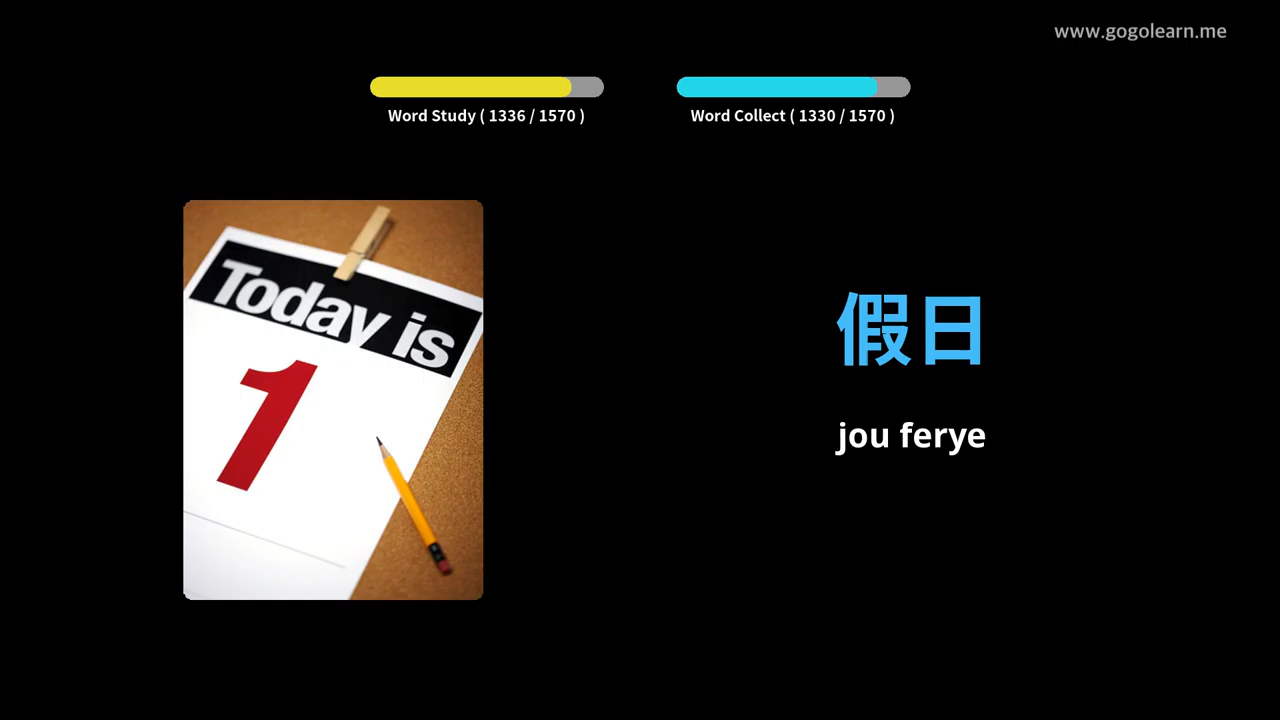 www.gogolearn.me
Word Study ( 1336 / 1570 )
Word Collect ( 1330 / 1570 )
Today is
1
假日
jou ferye